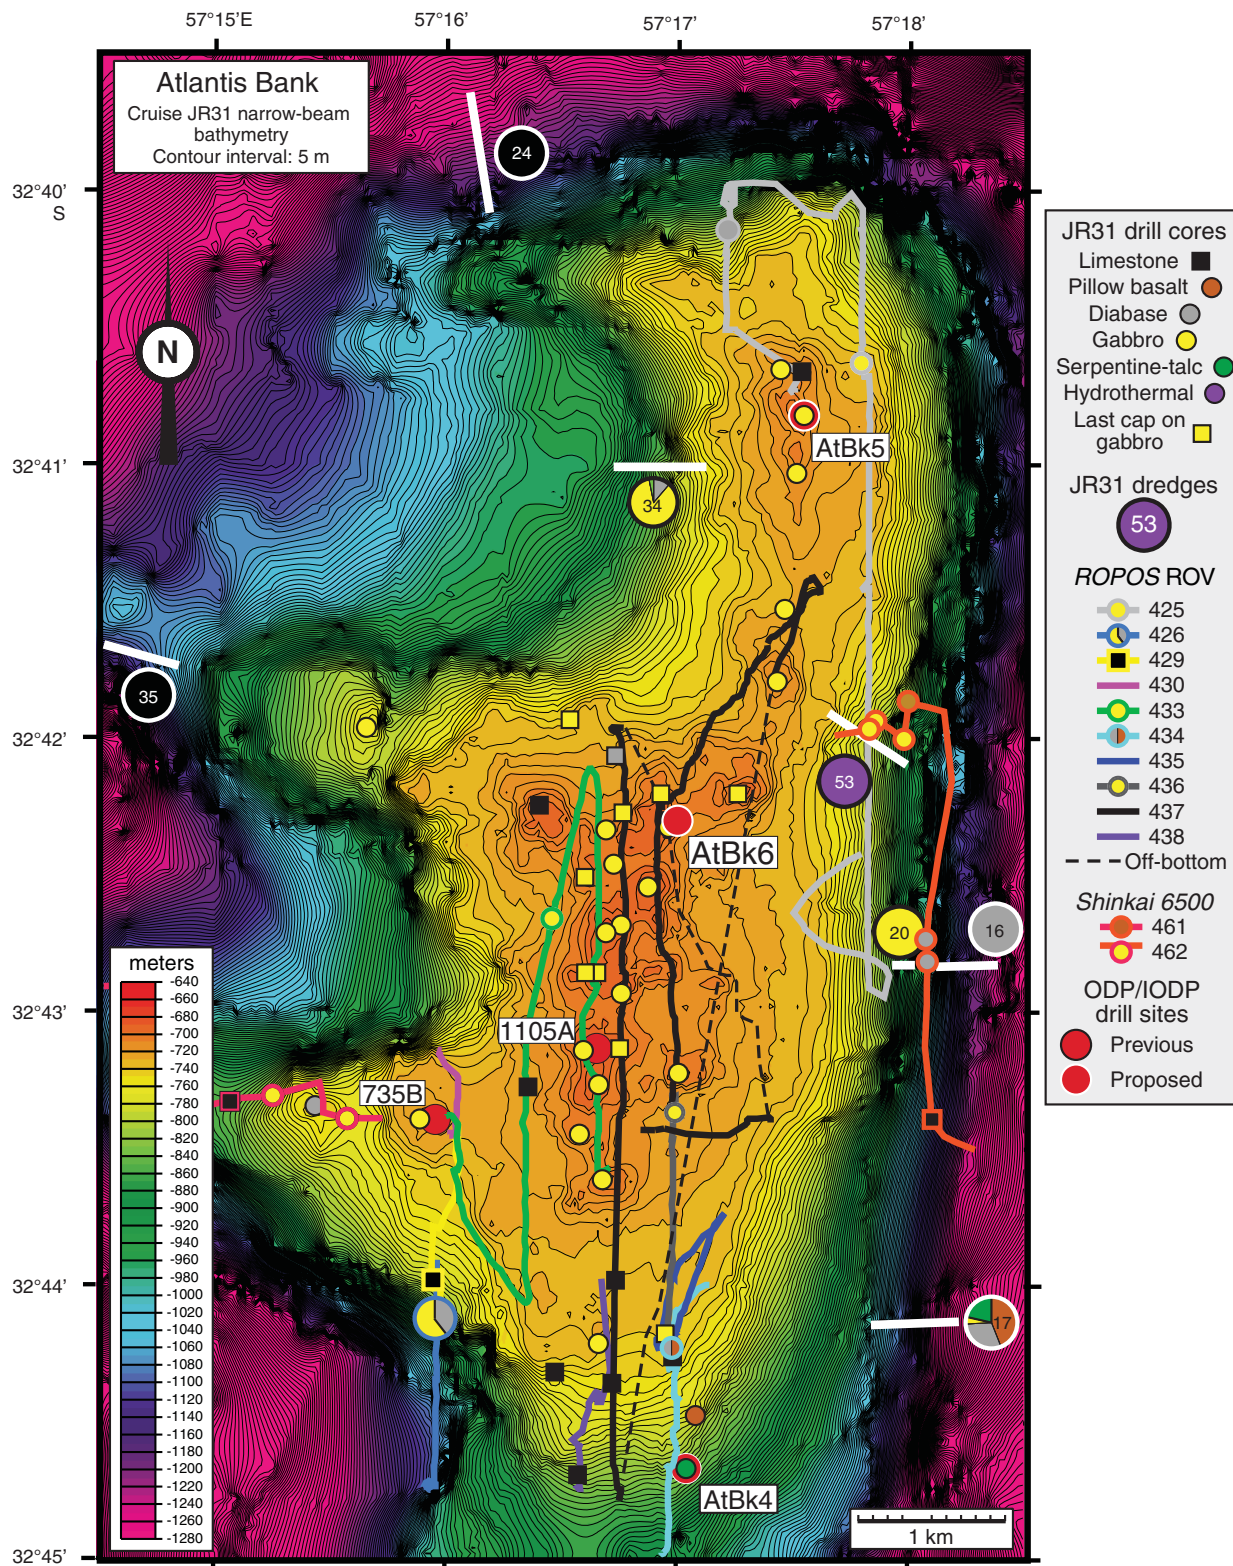 57°15'E
57°16'
57°17'
57°18'
Atlantis Bank
Cruise JR31 narrow-beam
bathymetry
Contour interval: 5 m
24
32°40'
S
N
JR31 drill cores
Limestone
Pillow basalt
Diabase
Gabbro
Serpentine-talc
Hydrothermal
Last cap on
gabbro
AtBk5
32°41'
34
JR31 dredges
53
ROPOS ROV
425
426
429
430
433
434
435
436
437
438
Off-bottom
Shinkai 6500
461
462
ODP/IODP
drill sites
Previous
Proposed
35
32°42'
53
AtBk6
20
16
meters
-640
-660
-680
-700
-720
-740
-760
-780
-800
-820
-840
-860
-880
-900
-920
-940
-960
-980
-1000
-1020
-1040
-1060
-1080
-1100
-1120
-1140
-1160
-1180
-1200
-1220
-1240
-1260
-1280
32°43'
1105A
735B
32°44'
17
AtBk4
1 km
32°45'